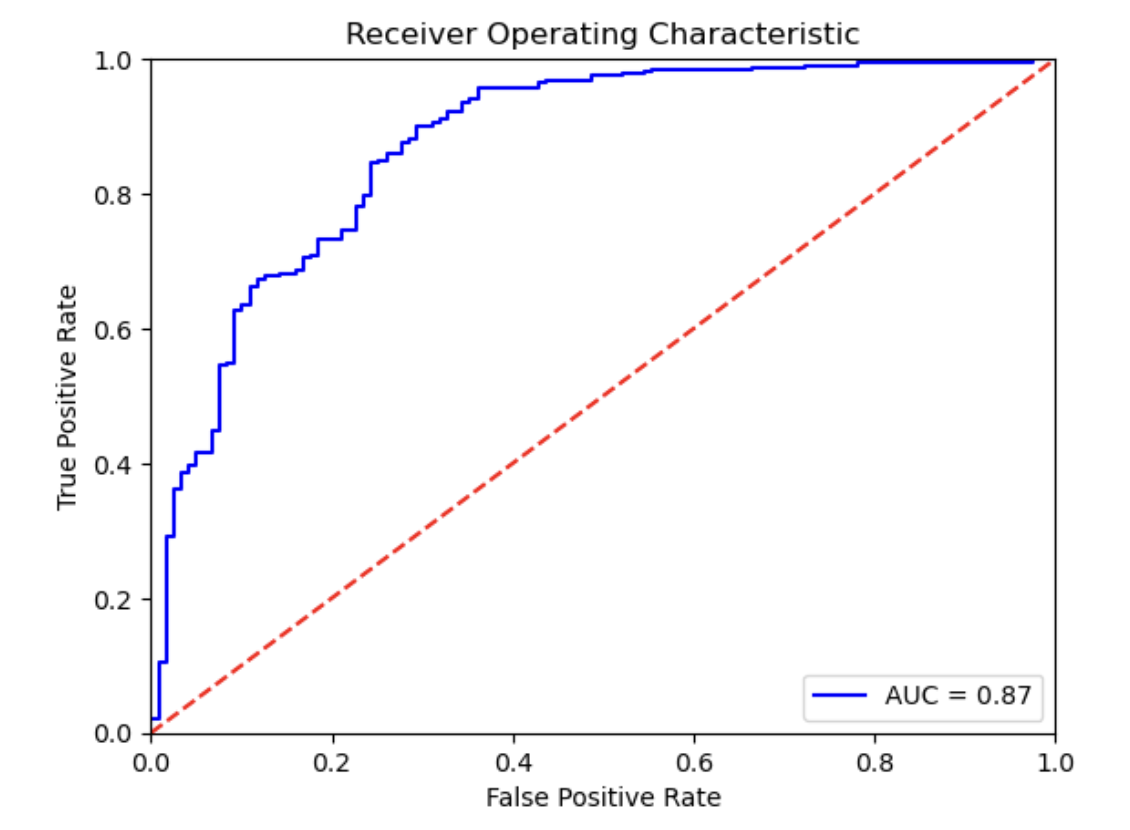 Receiver Operating Characteristic
1.0
0.8
0.6
0.4
0.2
0.0
True Positive Rate
AUC = 0.87
0.0 0.2 0.4 0.6 0.8 1.0
False Positive Rate